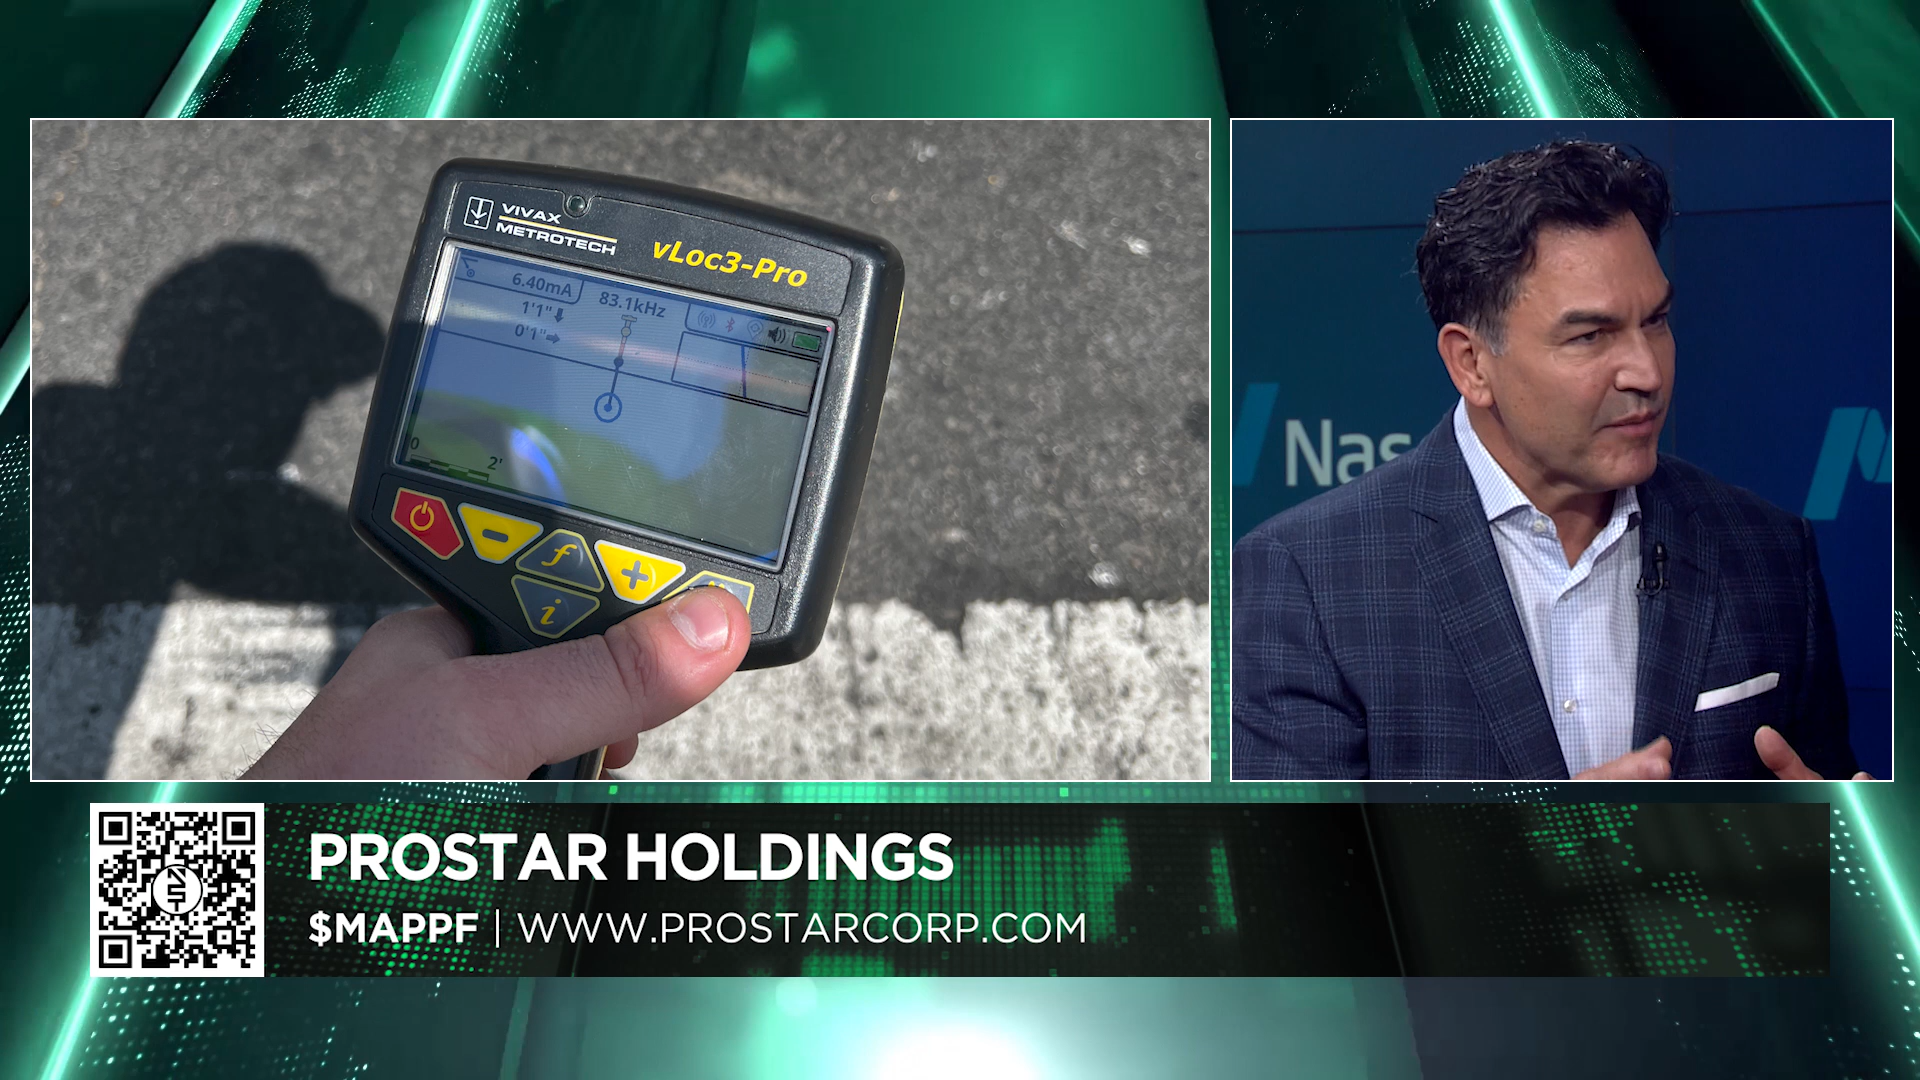 VIVAX
METROTECH
vLoc3-Pro
6.40mA
83.1kHz
1'1"
0'1"
0
2'
f
i
Nas
PROSTAR HOLDINGS
$MAPPF | WWW.PROSTARCORP.COM